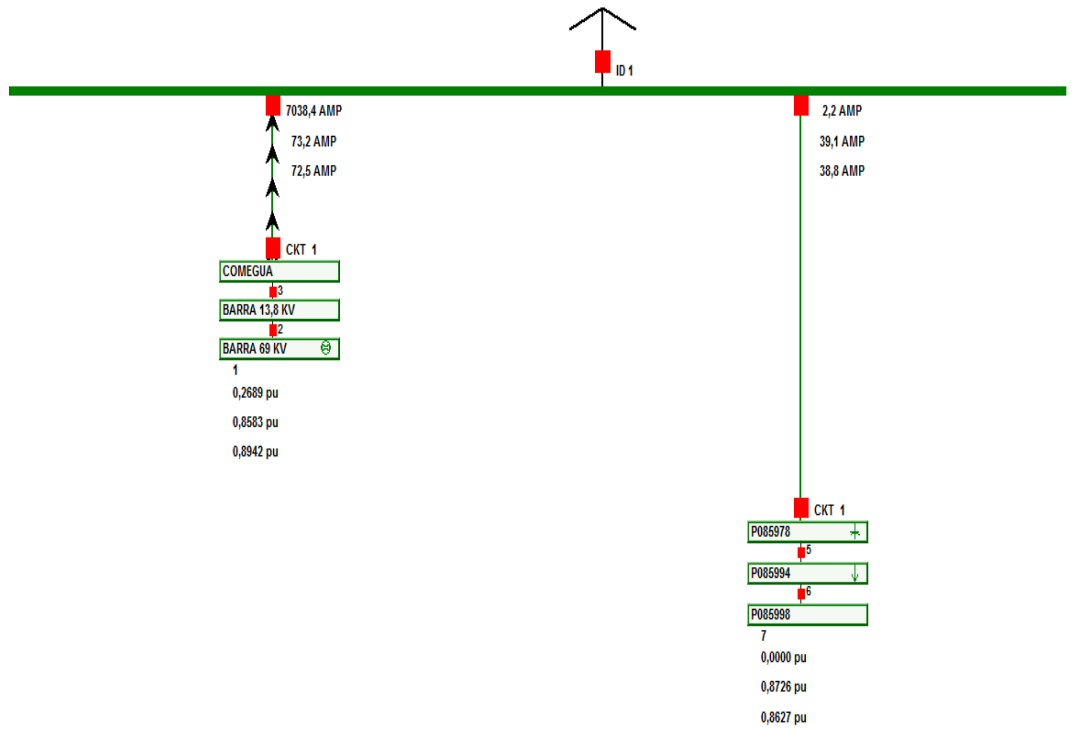 ID 1
7038,4 AMP
73,2 AMP
72,5 AMP
2,2 AMP
39,1 AMP
38,8 AMP
CKT 1
COMEGUA
3
BARRA 13,8 KV
2
BARRA 69 KV
1
0,2689 pu
0,8583 pu
0,8942 pu
CKT 1
P085978
5
P085994
6
P085998
7
0,0000 pu
0,8726 pu
0,8627 pu